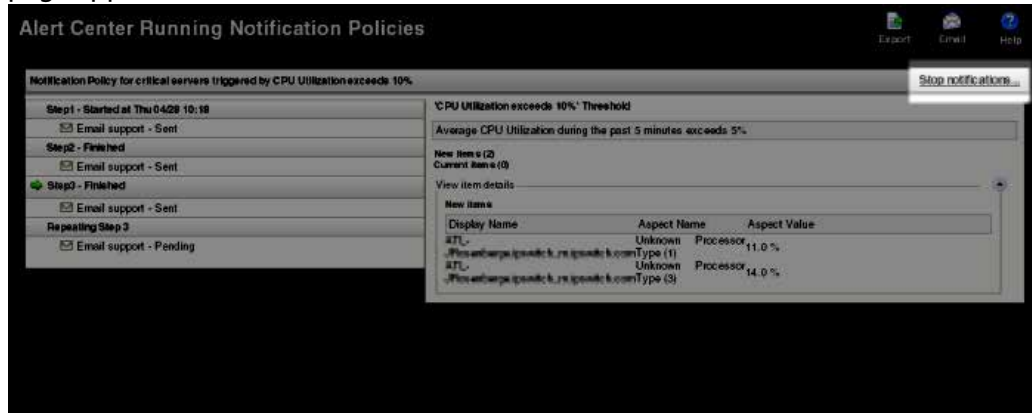 Alert Center Running Notification Policies
Export Email Help
Notification Policy for critical servers triggered by CPU Utilization exceeds 10%
Stop notifications...
Step1 - Started at Thu 04/29 10:18
Email support - Sent
Step2 - Finished
Email support - Sent
Step3 - Finished
Email support - Sent
Repeating Step 3
Email support - Pending
'CPU Utilization exceeds 10%' Threshold
Average CPU Utilization during the past 5 minutes exceeds 5%
New Items (2)
Current Items (0)
View item details
New Items
Display Name Aspect Name Aspect Value
ATL- Unknown Processor
Type (1) 11.0 %
ATL- Unknown Processor
Type (3) 14.0 %